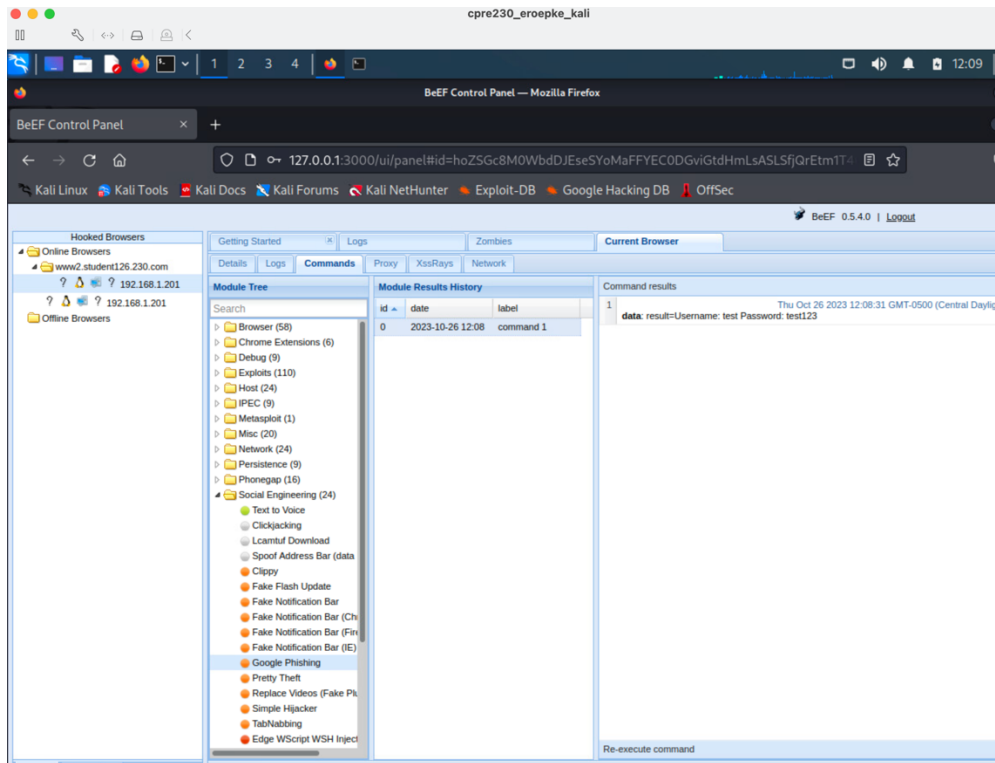 cpre230_eroepke_kali
1 2 3 4 12:09
BeEF Control Panel — Mozilla Firefox
BeEF Control Panel
127.0.0.1:3000/ui/panel#id=
Kali Linux Kali Tools Kali Docs Kali Forums Kali NetHunter Exploit-DB Google Hacking DB OffSec
BeEF 0.5.4.0 | Logout
Hooked Browsers
Online Browsers
www2.student126.230.com
? ? 192.168.1.201
? ? 192.168.1.201
Offline Browsers
Getting Started Logs Zombies Current Browser
Details Logs Commands Proxy XssRays Network
Module Tree
Search
Browser (58)
Chrome Extensions (6)
Debug (9)
Exploits (110)
Host (24)
IPEC (9)
Metasploit (1)
Misc (20)
Network (24)
Persistence (9)
Phonegap (16)
Social Engineering (24)
Text to Voice
Clickjacking
Lcamtuf Download
Spoof Address Bar (data
Clippy
Fake Flash Update
Fake Notification Bar
Fake Notification Bar (Ch
Fake Notification Bar (Fire
Fake Notification Bar (IE)
Google Phishing
Pretty Theft
Replace Videos (Fake Plu
Simple Hijacker
TabNabbing
Edge WScript WSH Inject
Module Results History
id date label
0 2023-10-26 12:08 command 1
Command results
1 Thu Oct 26 2023 12:08:31 GMT-0500 (Central Daylig
data: result=Username: test Password: test123
Re-execute command